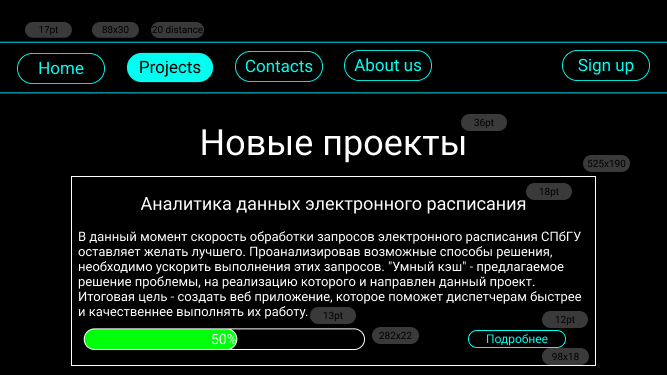 17pt 88x30 20 distance
Home Projects Contacts About us Sign up
36pt
Новые проекты
525x190
18pt
Аналитика данных электронного расписания
В данный момент скорость обработки запросов электронного расписания СПбГУ
оставляет желать лучшего. Проанализировав возможные способы решения,
необходимо ускорить выполнения этих запросов. "Умный кэш" - предлагаемое
решение проблемы, на реализацию которого и направлен данный проект.
Итоговая цель - создать веб приложение, которое поможет диспетчерам быстрее
и качественнее выполнять их работу.
13pt 12pt
50% 282x22 Подробнее
98x18